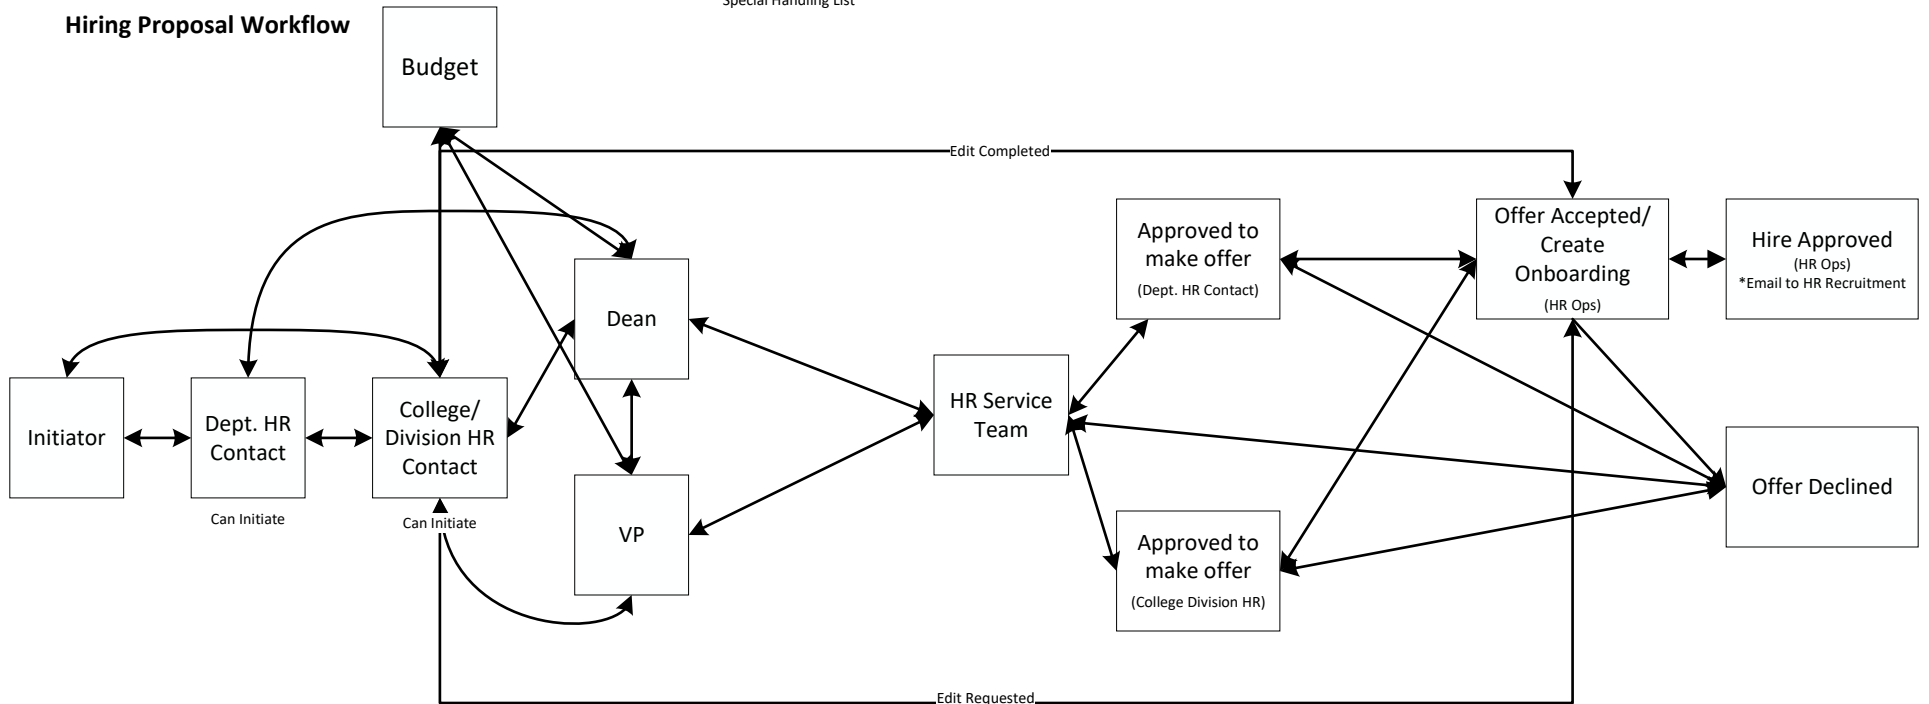 Special Handling List
Hiring Proposal Workflow
Budget
Edit Completed
Approved to
make offer
(Dept. HR Contact)
Offer Accepted/
Create
Onboarding
(HR Ops)
Hire Approved
(HR Ops)
*Email to HR Recruitment
Dean
HR Service
Team
Initiator
Dept. HR
Contact
Can Initiate
College/
Division HR
Contact
Can Initiate
VP
Approved to
make offer
(College Division HR)
Offer Declined
Edit Requested